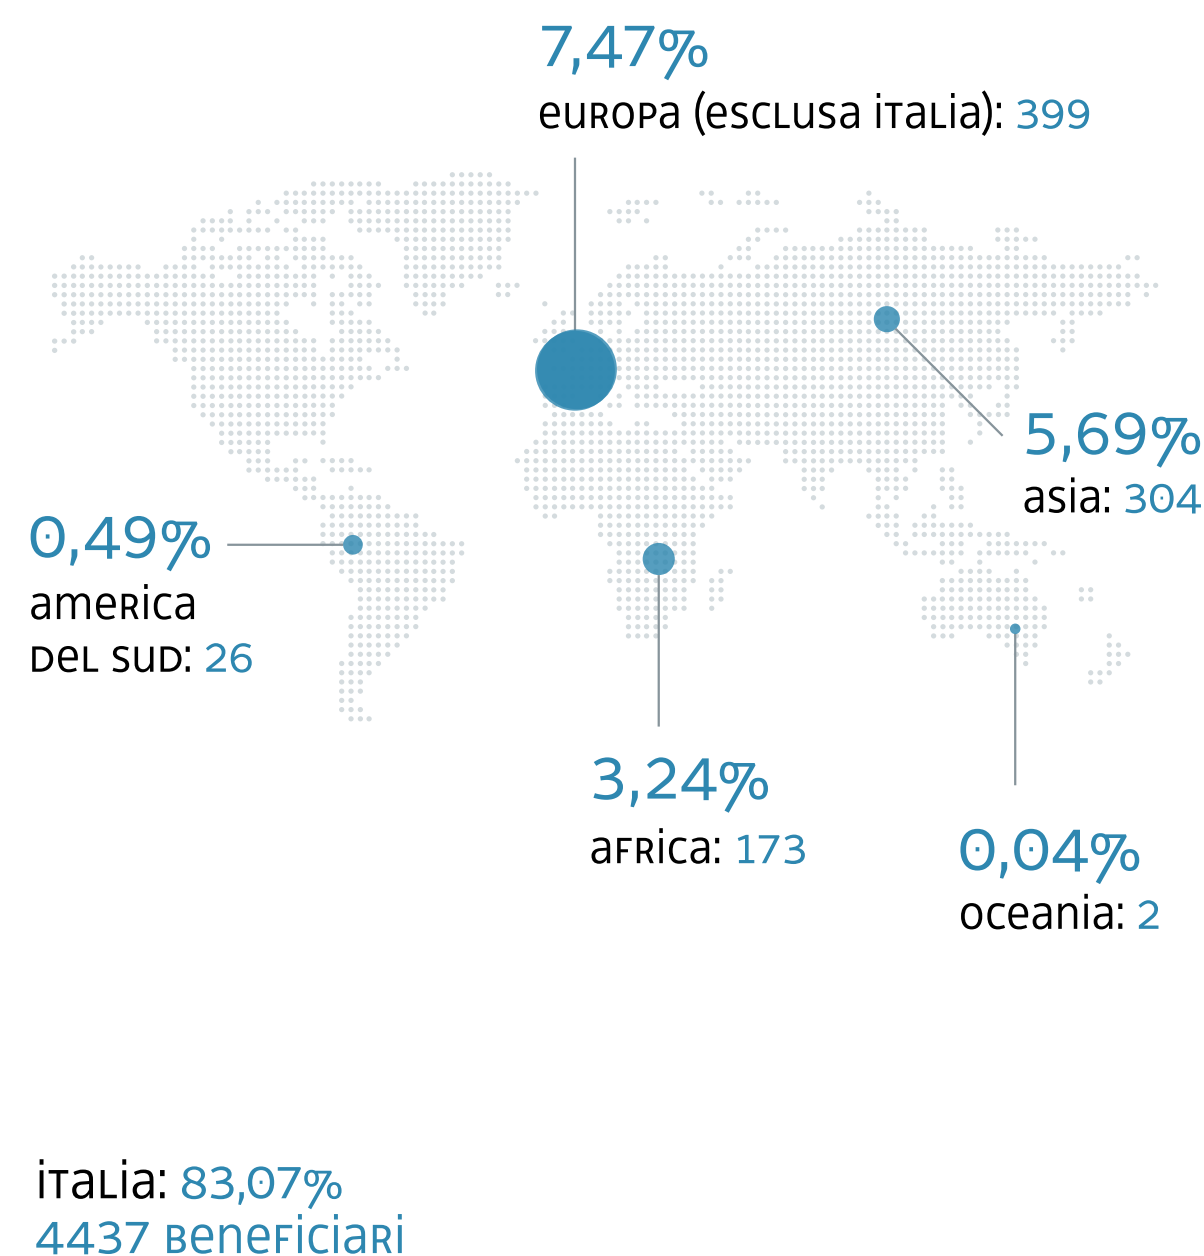 7,47%
europa (esclusa italia): 399
5,69%
asia: 304
0,49%
america
del sud: 26
3,24%
africa: 173
0,04%
oceania: 2
italia: 83,07%
4437 beneficiari